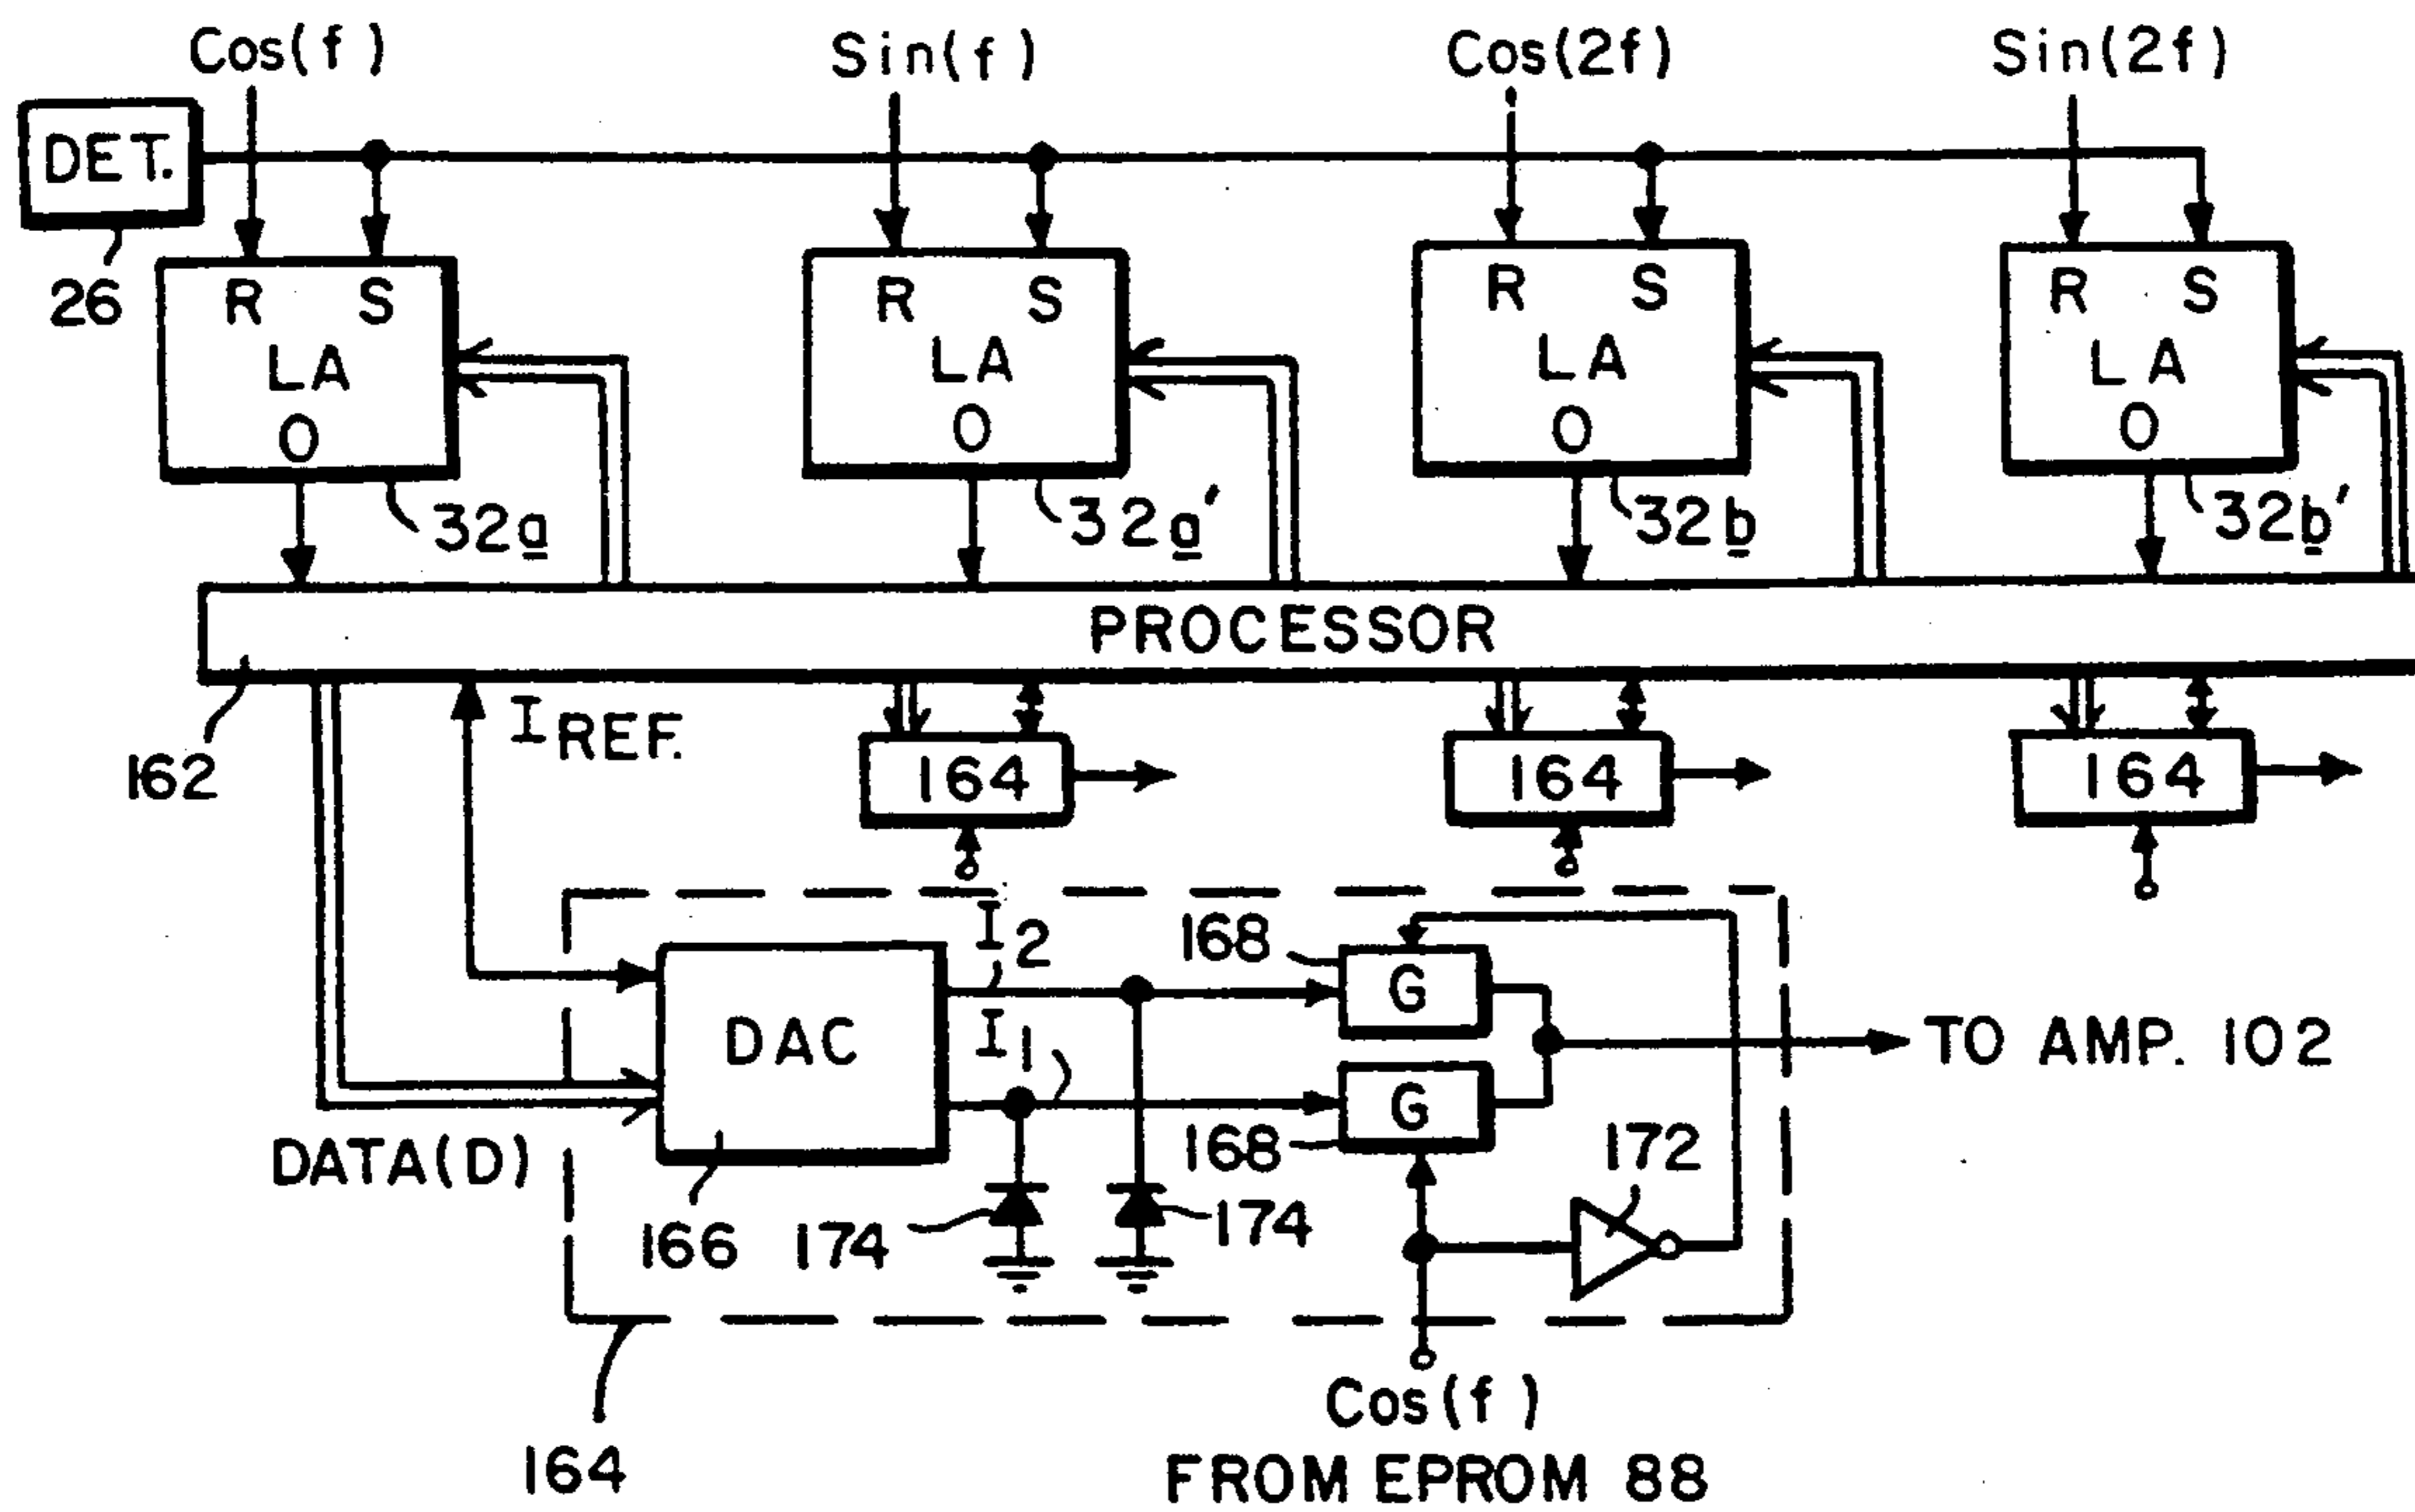 Cos(f) Sin(f) Cos(2f) Sin(2f)
DET.
26
R S
LA
O
32a
R S
LA
O
32a'
R S
LA
O
32b
R S
LA
O
32b'
PROCESSOR
162
I REF.
164 164 164
DATA(D)
DAC
166
I2
I1
168
G
168
G
174
174
172
TO AMP. 102
164
Cos(f)
FROM EPROM 88